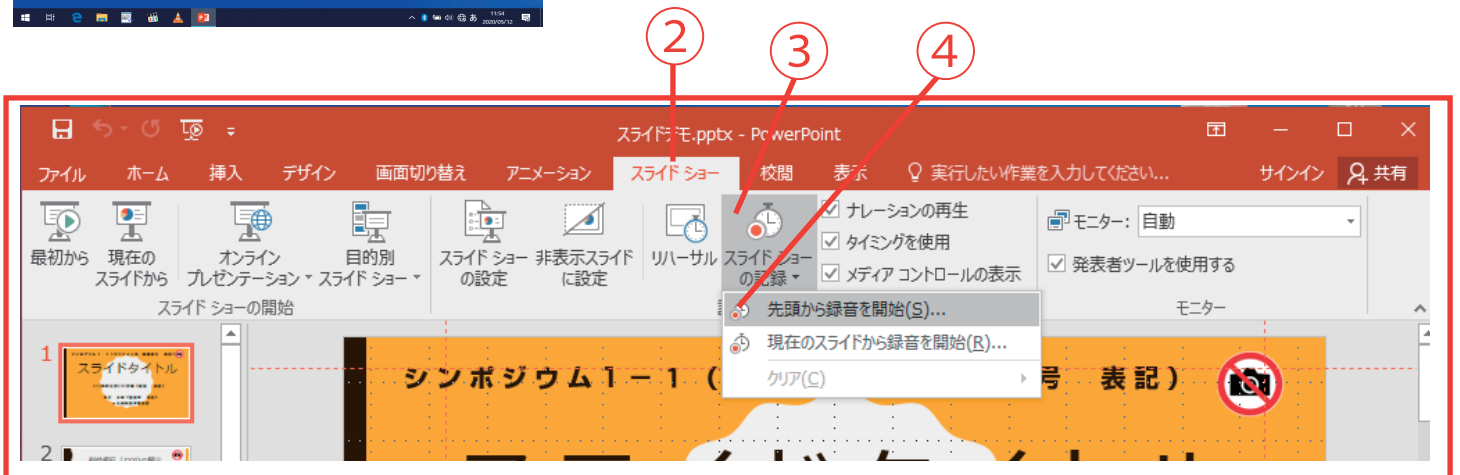 あ 11:54
2020/05/12
② ③ ④
スライドデモ.pptx - PowerPoint
ファイル ホーム 挿入 デザイン 画面切り替え アニメーション スライド ショー 校閲 表示 実行したい作業を入力してください... サインイン 共有
最初から
現在の
スライドから
オンライン
プレゼンテーション
目的別
スライド ショー
スライド ショー
の設定
非表示スライド
に設定
リハーサル
スライド ショー
の記録
ナレーションの再生
タイミングを使用
メディア コントロールの表示
モニター: 自動
発表者ツールを使用する
スライド ショーの開始
モニター
先頭から録音を開始(S)...
現在のスライドから録音を開始(R)...
クリア(C)
1
スライドタイトル
2
シンポジウム1-1(
号 表記)